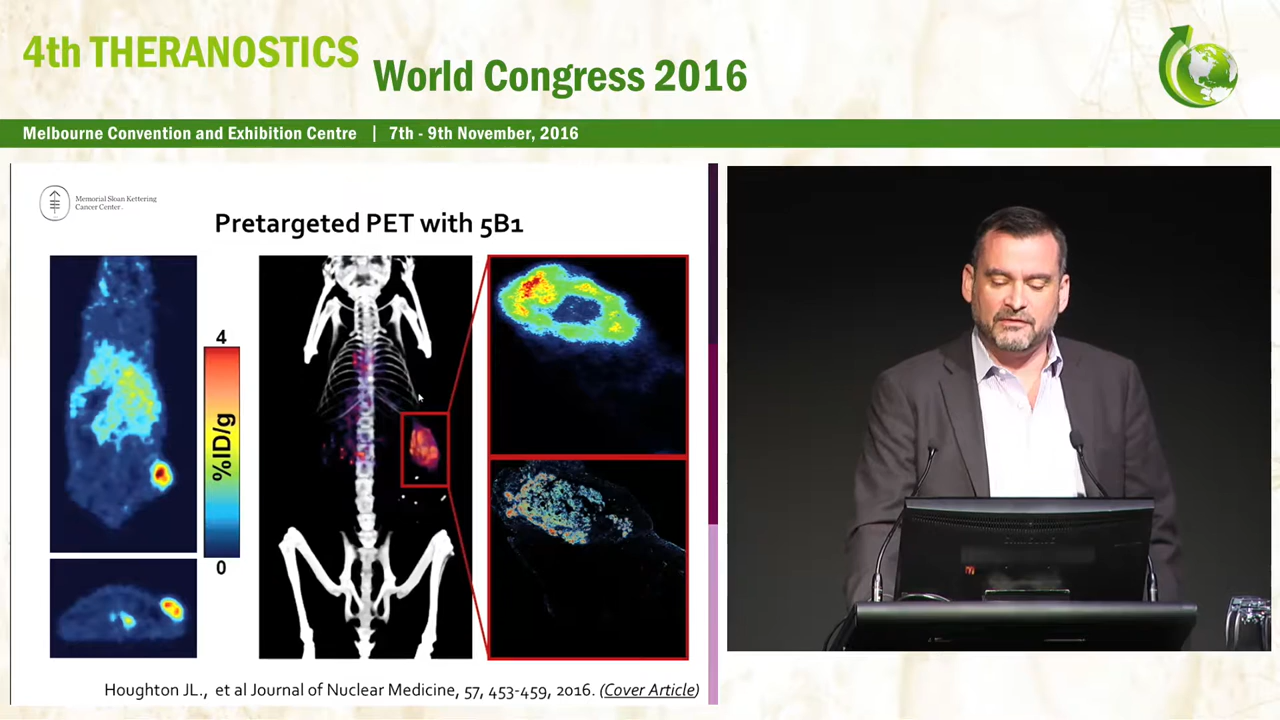 4th THERANOSTICS
World Congress 2016
Melbourne Convention and Exhibition Centre | 7th - 9th November, 2016
Memorial Sloan Kettering
Cancer Center
Pretargeted PET with 5B1
4
%ID/g
0
SAMSUNG
Houghton JL., et al Journal of Nuclear Medicine, 57, 453-459, 2016. (Cover Article)